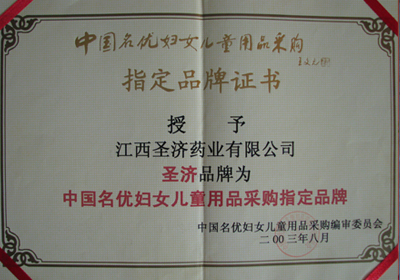 中国名优妇女儿童用品采购
指定品牌证书
授 予
江西圣济药业有限公司
圣济品牌为
中国名优妇女儿童用品采购指定品牌
中国名优妇女儿童用品采购编审委员会
二00三年八月